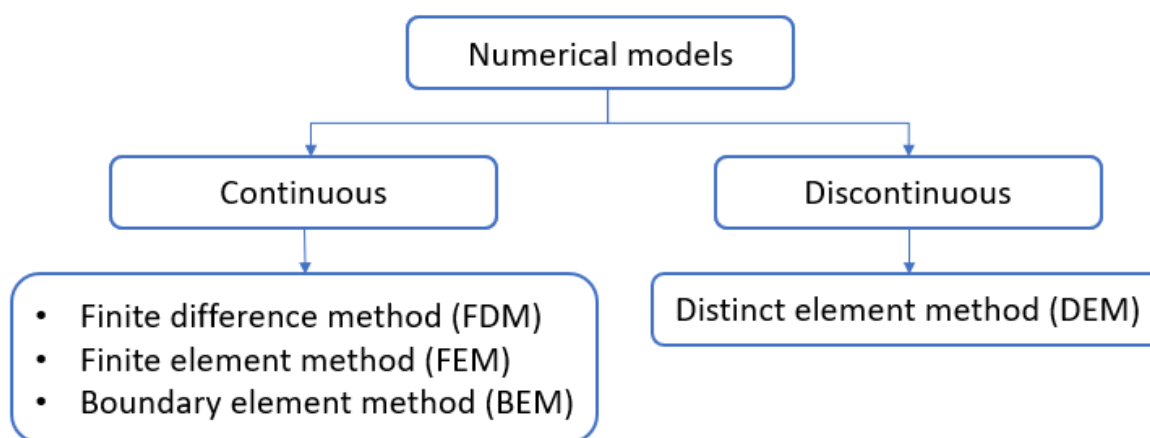 Numerical models
Continuous
Discontinuous
• Finite difference method (FDM)
• Finite element method (FEM)
• Boundary element method (BEM)
Distinct element method (DEM)